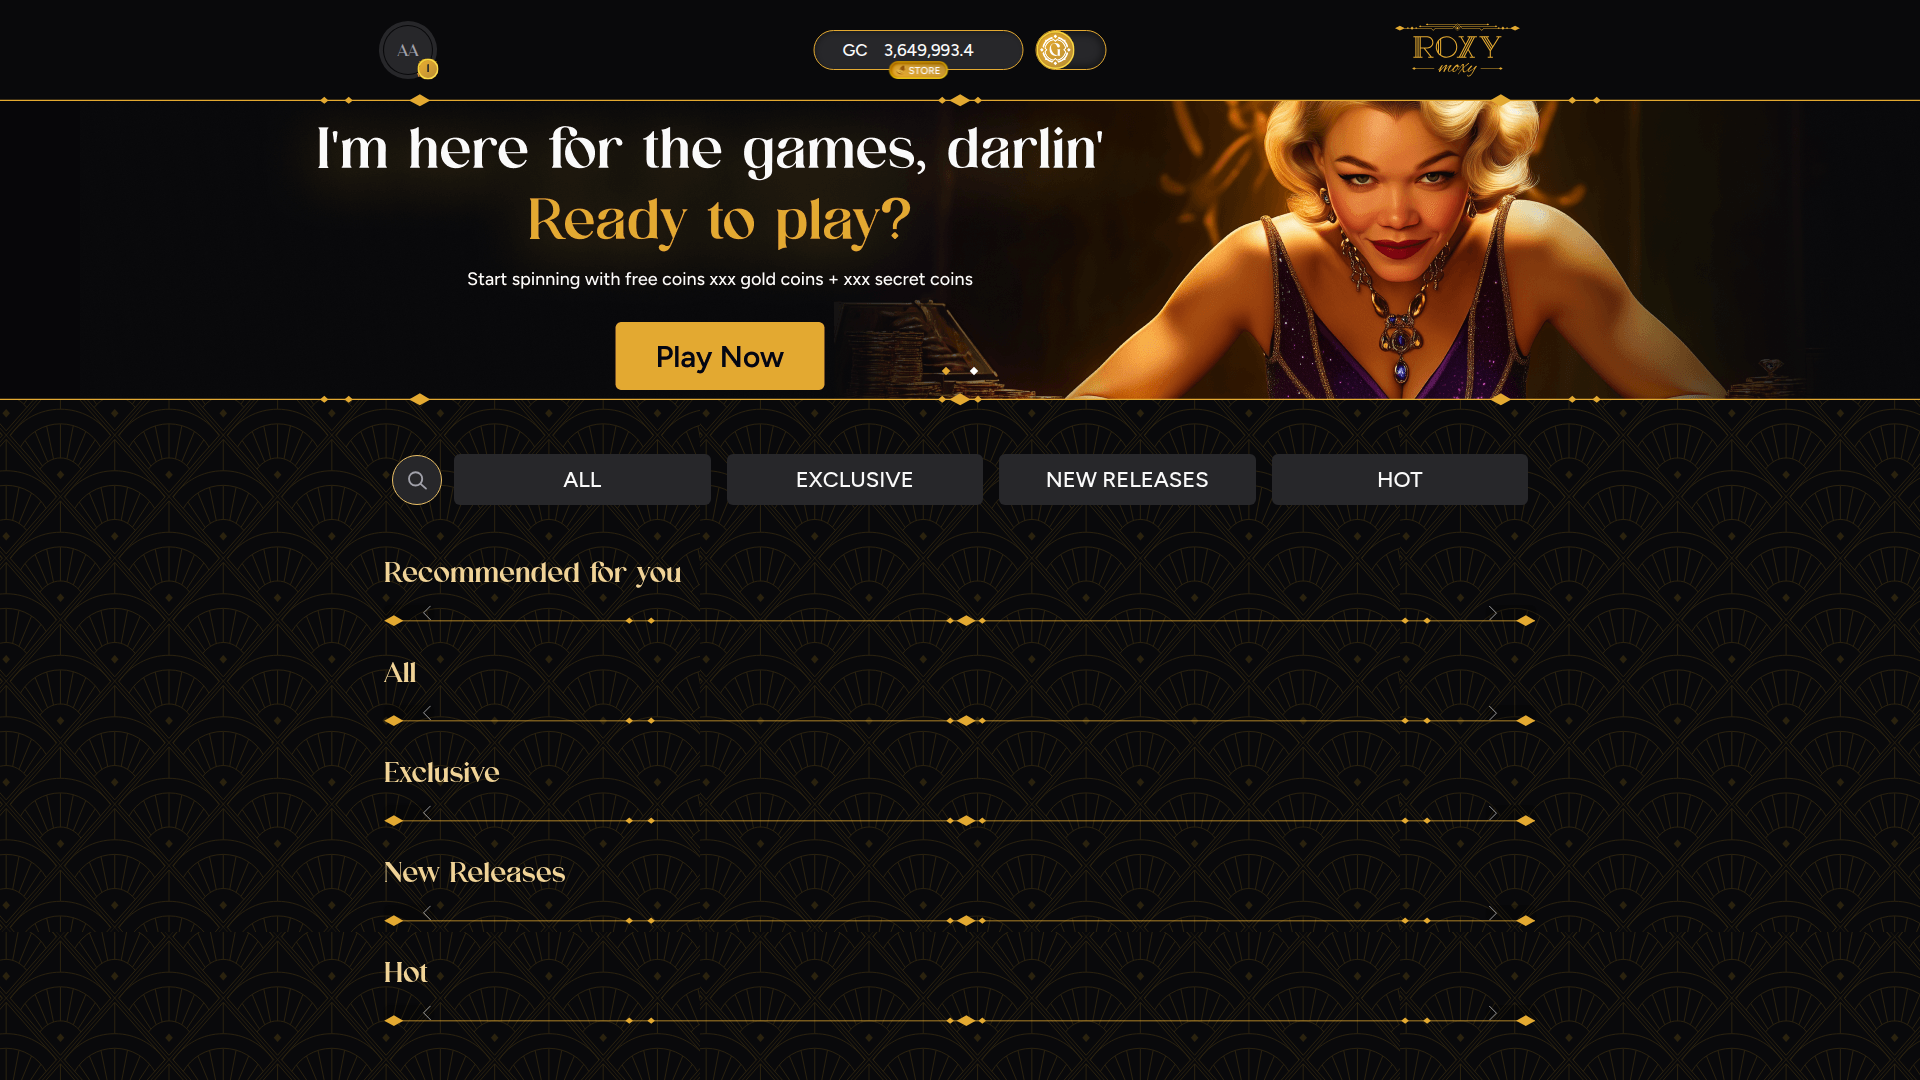 AA
I
GC 3,649,993.4
STORE
G
ROXY
moxy
I'm here for the games, darlin'
Ready to play?
Start spinning with free coins xxx gold coins + xxx secret coins
Play Now
ALL
EXCLUSIVE
NEW RELEASES
HOT
Recommended for you
All
Exclusive
New Releases
Hot